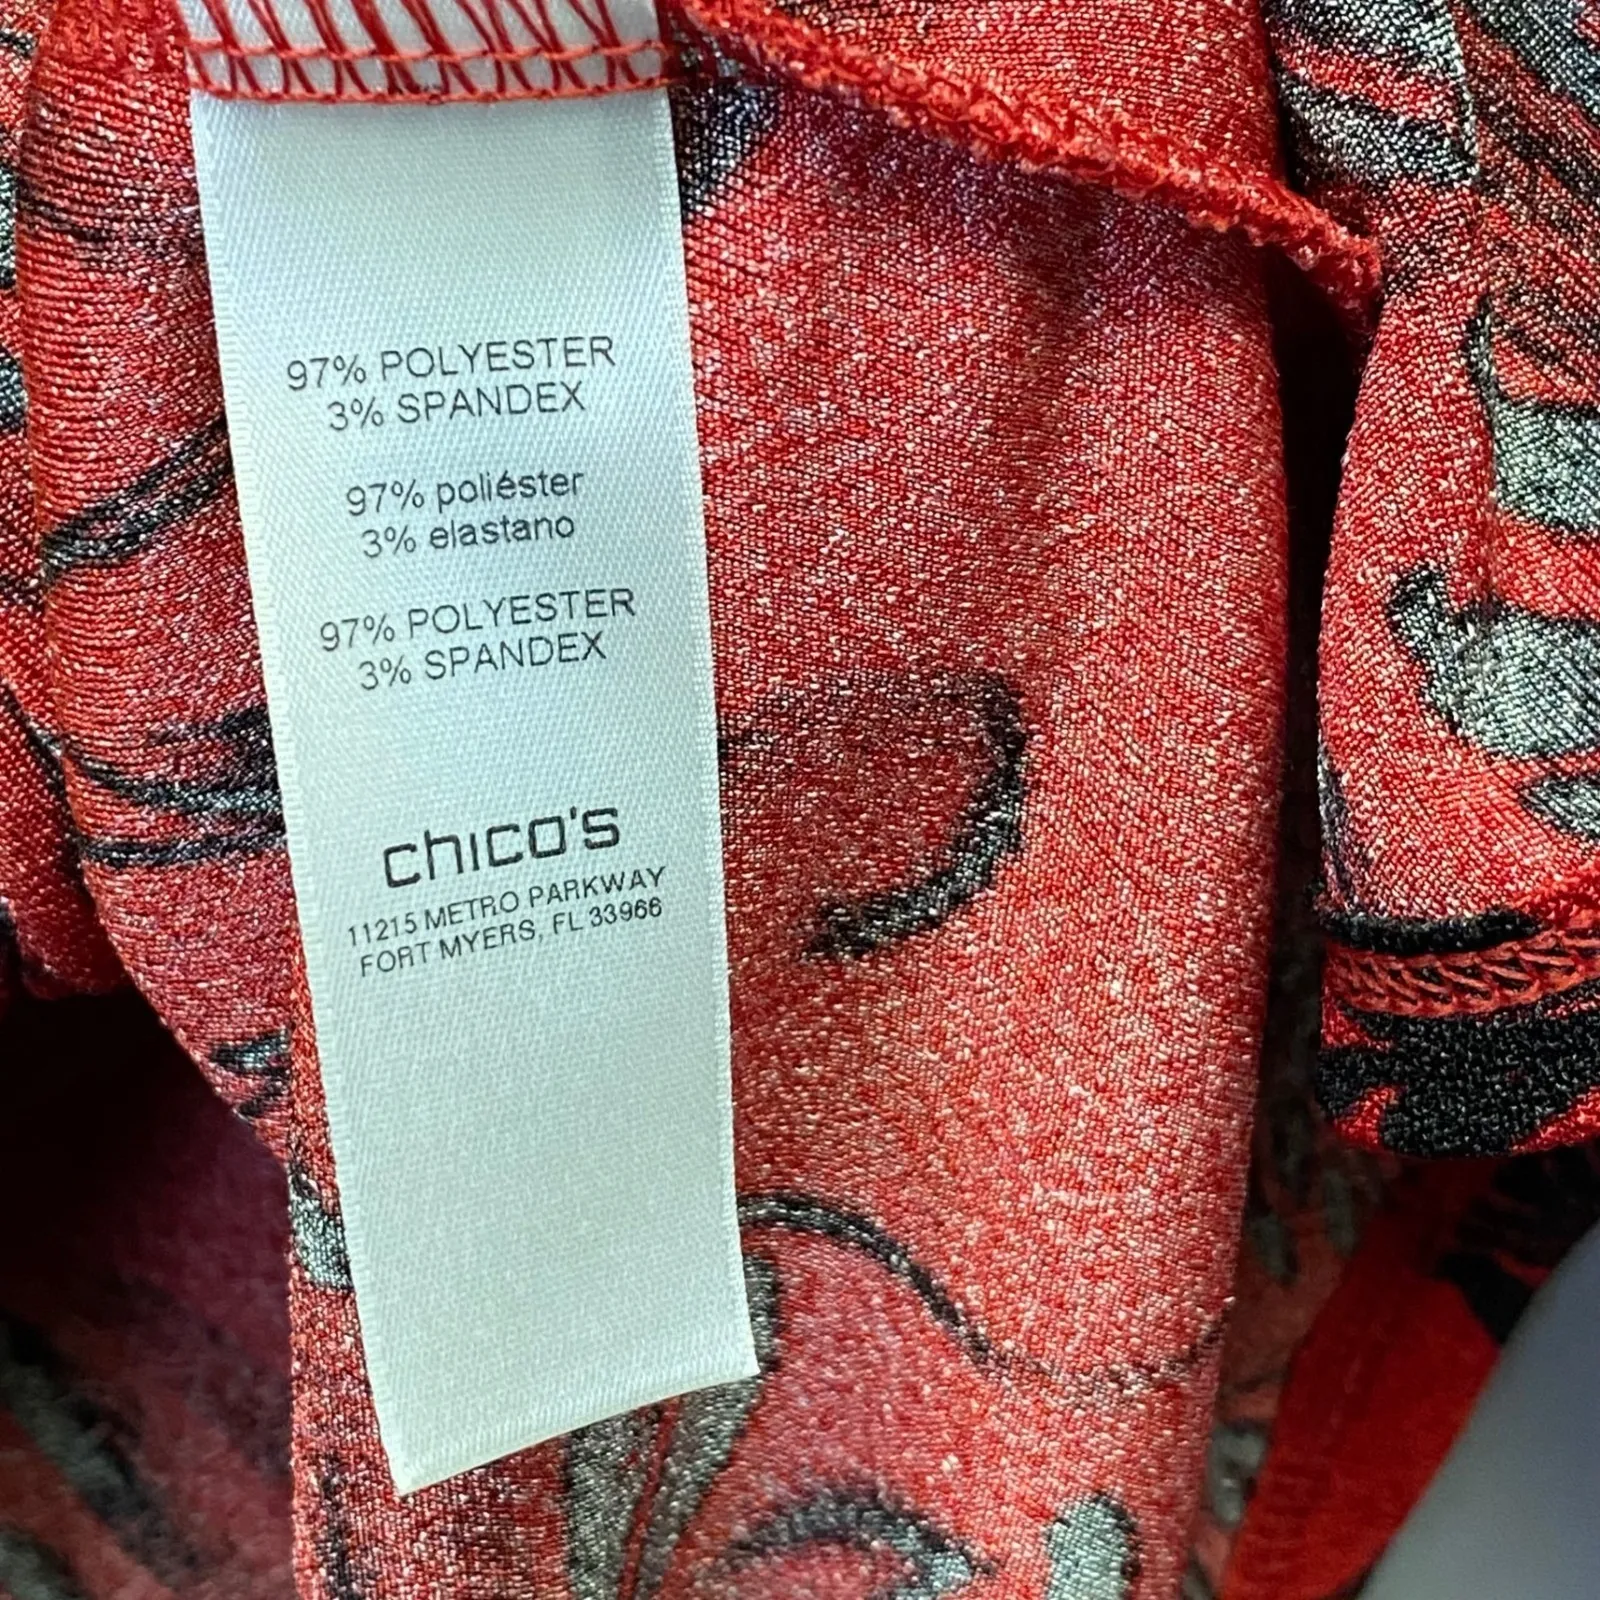 97% POLYESTER
3% SPANDEX
97% poliéster
3% elastano
97% POLYESTER
3% SPANDEX
chico's
11215 METRO PARKWAY
FORT MYERS, FL 33966